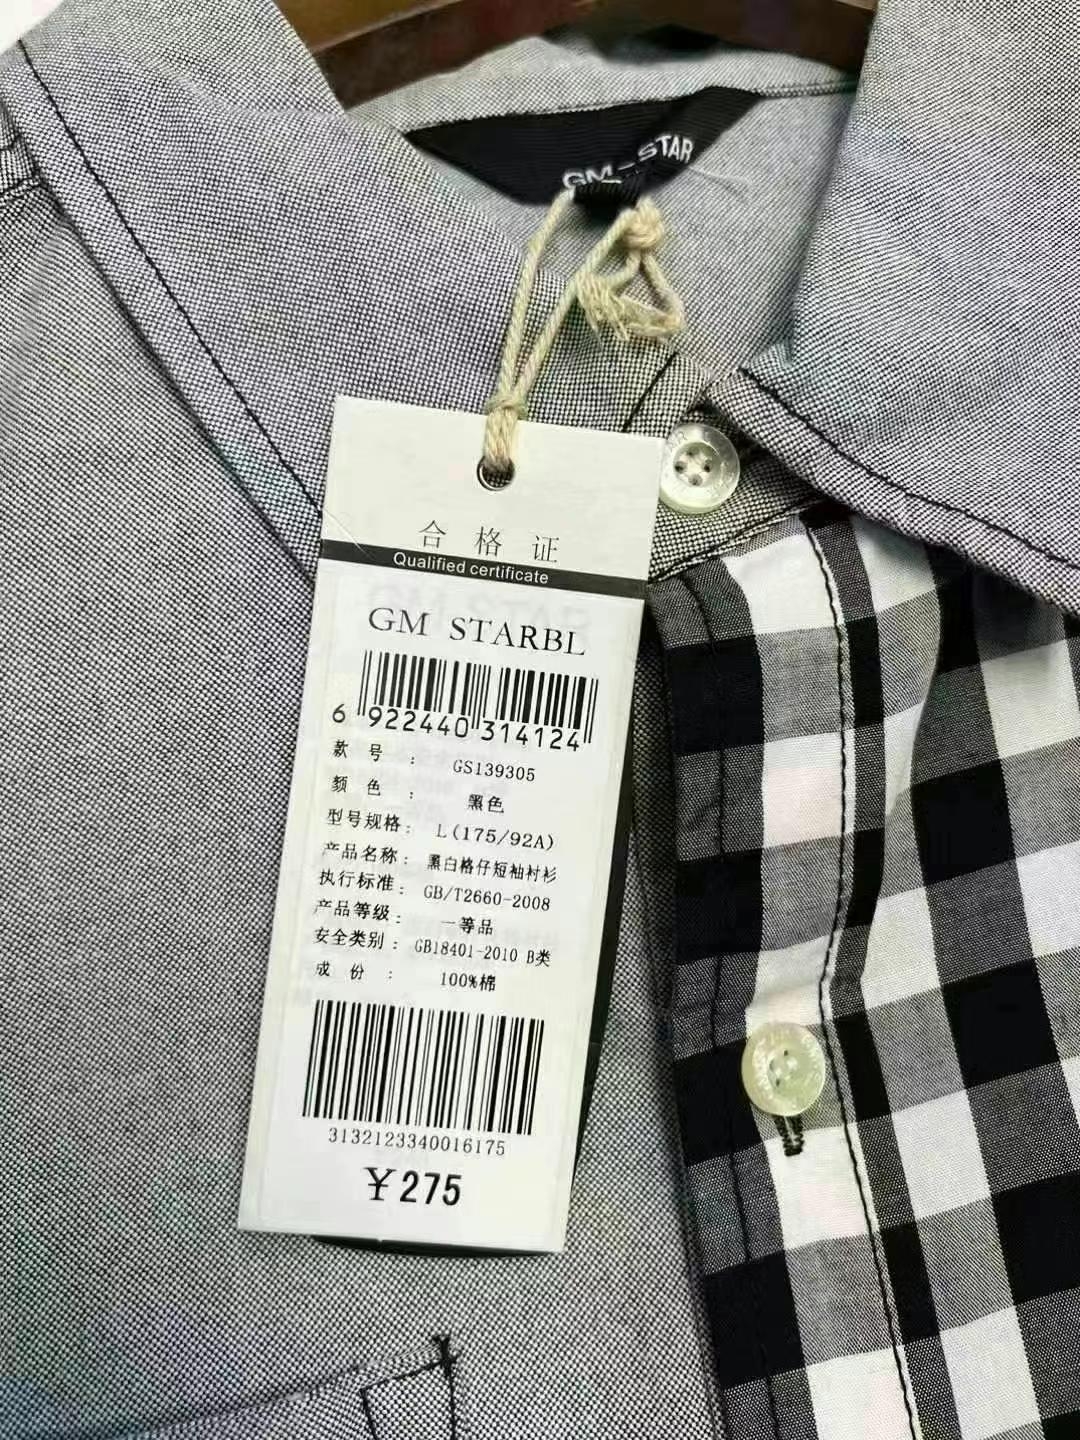 GM-STAR
合格证
Qualified certificate
GM STARBL
6 922440 314124
款号: GS139305
颜色: 黑色
型号规格: L(175/92A)
产品名称: 黑白格仔短袖衬衫
执行标准: GB/T2660-2008
产品等级: 一等品
安全类别: GB18401-2010 B类
成份: 100%棉
3132123340016175
¥275